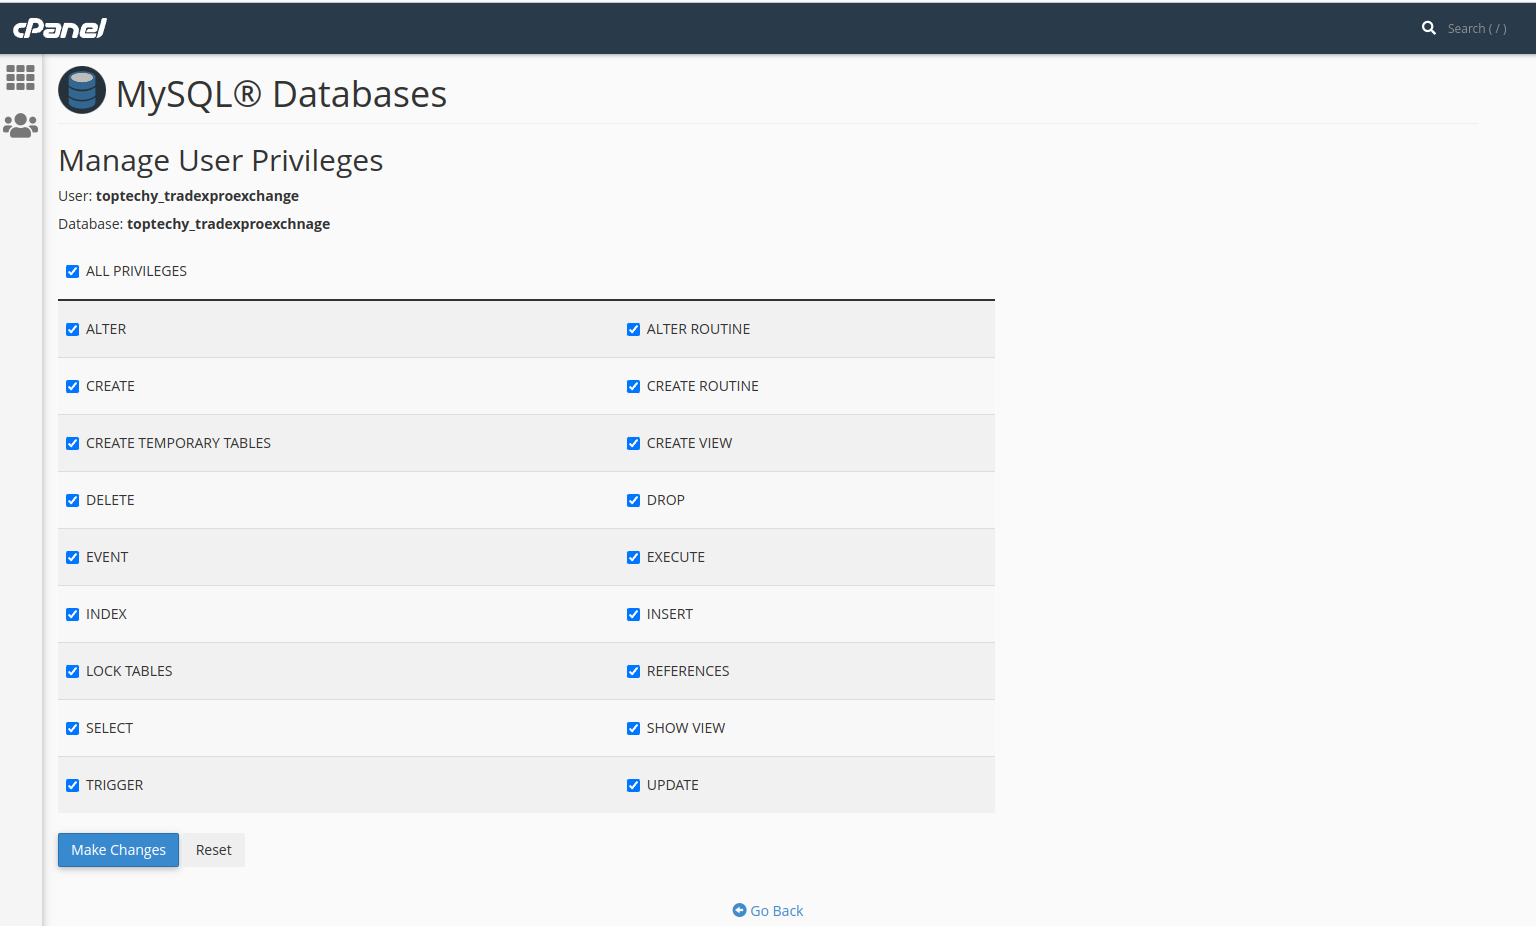 cPanel
Search ( / )
MySQL® Databases
Manage User Privileges
User: toptechy_tradexproexchange
Database: toptechy_tradexproexchnage
ALL PRIVILEGES
ALTER ALTER ROUTINE
CREATE CREATE ROUTINE
CREATE TEMPORARY TABLES CREATE VIEW
DELETE DROP
EVENT EXECUTE
INDEX INSERT
LOCK TABLES REFERENCES
SELECT SHOW VIEW
TRIGGER UPDATE
Make Changes Reset
Go Back